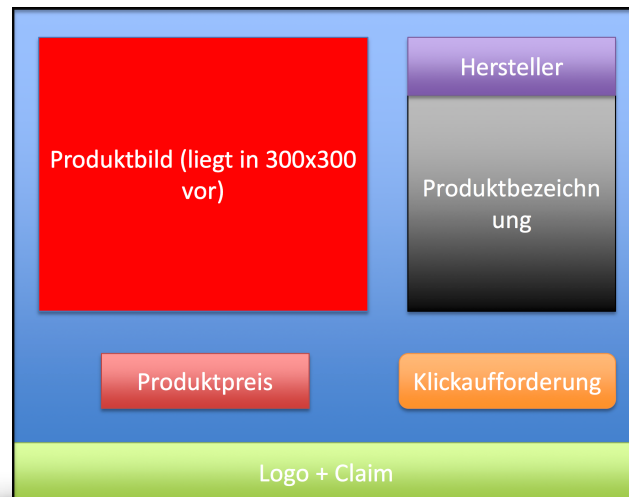 Hersteller
Produktbild (liegt in 300x300
vor)
Produktbezeichn
ung
Produktpreis
Klickaufforderung
Logo + Claim